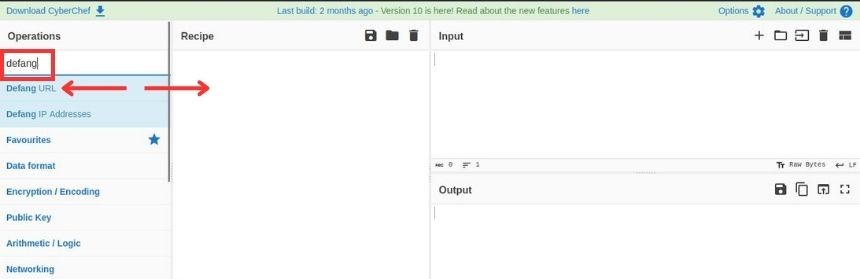 Download CyberChef
Last build: 2 months ago - Version 10 is here! Read about the new features here
Options
About / Support
Operations
Recipe
Input
defang
Defang URL
Defang IP Addresses
Favourites
Data format
Encryption / Encoding
Public Key
Arithmetic / Logic
Networking
ABC 0
1
Tr Raw Bytes
LF
Output